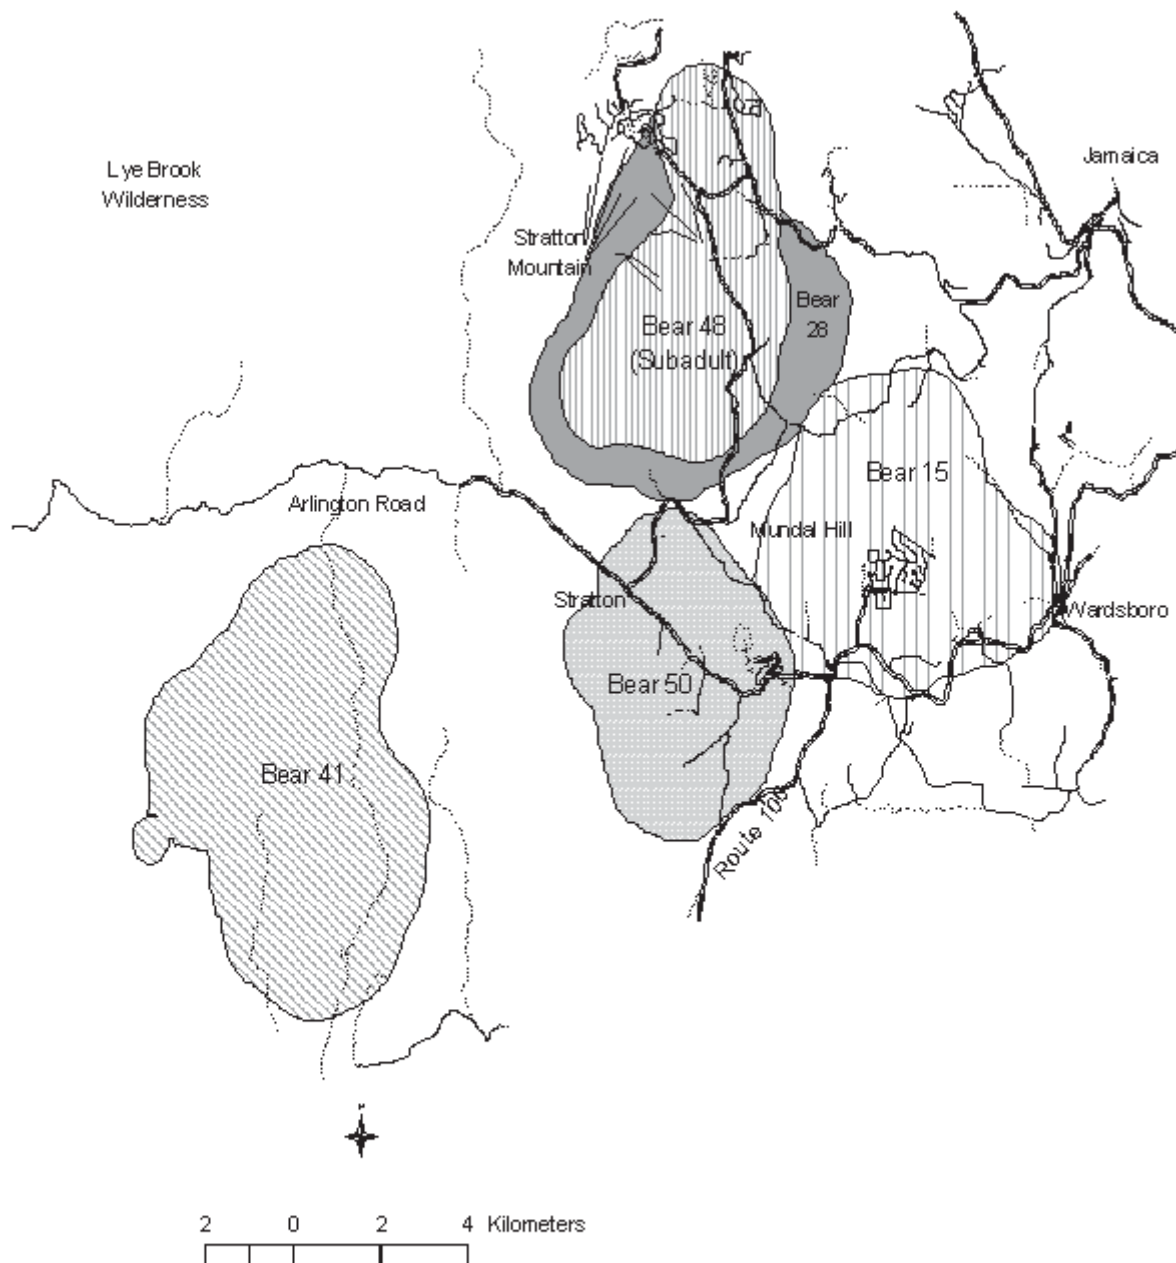 Jamaica
Lye Brook
Wilderness
Stratton
Mountain
Bear
28
Bear 48
(Subadult)
Bear 15
Arlington Road
Mundal Hill
Stratton
Wardsboro
Bear 50
Bear 41
Route 100
2 0 2 4 Kilometers